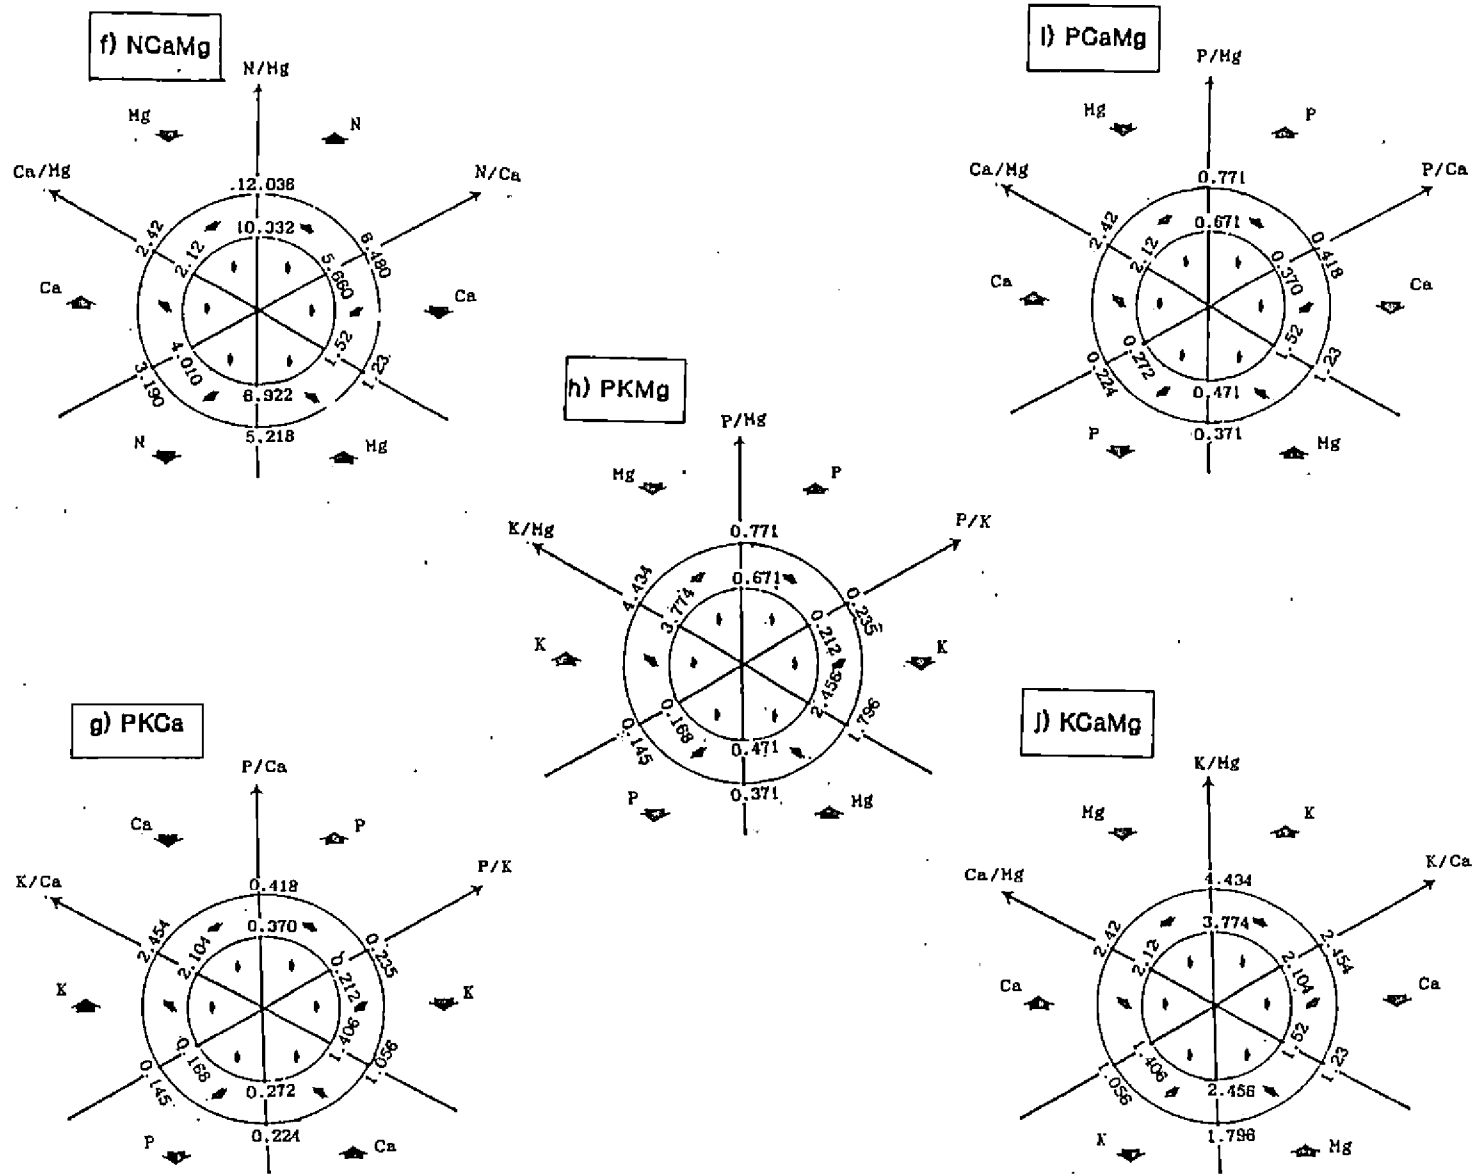 f) NCaMg
N/Mg
Mg
N
Ca/Mg
N/Ca
12.036
10.332
2.42
2.12
6.480
5.660
Ca
Ca
4.010
3.190
1.52
1.23
6.922
5.218
N
Mg
i) PCaMg
P/Mg
Mg
P
Ca/Mg
P/Ca
0.771
0.671
2.42
2.12
0.418
0.370
Ca
Ca
0.272
0.224
1.52
1.23
0.471
0.371
P
Mg
h) PKMg
P/Mg
Mg
P
K/Mg
P/K
0.771
0.671
4.434
3.774
0.235
0.212
K
K
0.168
0.145
2.456
1.796
0.471
0.371
P
Mg
g) PKCa
P/Ca
Ca
P
K/Ca
P/K
0.418
0.370
2.454
2.104
0.235
0.212
K
K
0.168
0.145
1.406
1.056
0.272
0.224
P
Ca
j) KCaMg
K/Mg
Mg
K
Ca/Mg
K/Ca
4.434
3.774
2.42
2.12
2.454
2.104
Ca
Ca
1.406
1.056
1.52
1.23
2.456
1.796
K
Mg